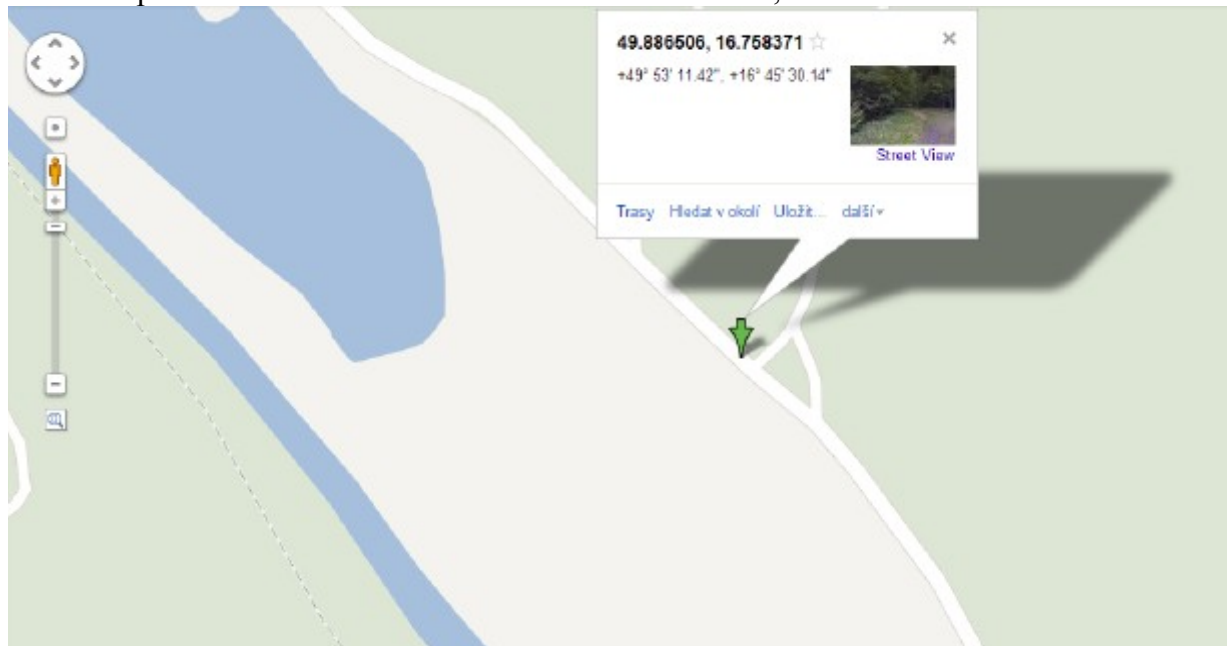 49.886506, 16.758371
+49° 53' 11.42", +16° 45' 30.14"
Street View
Trasy Hledat v okolí Uložit... další